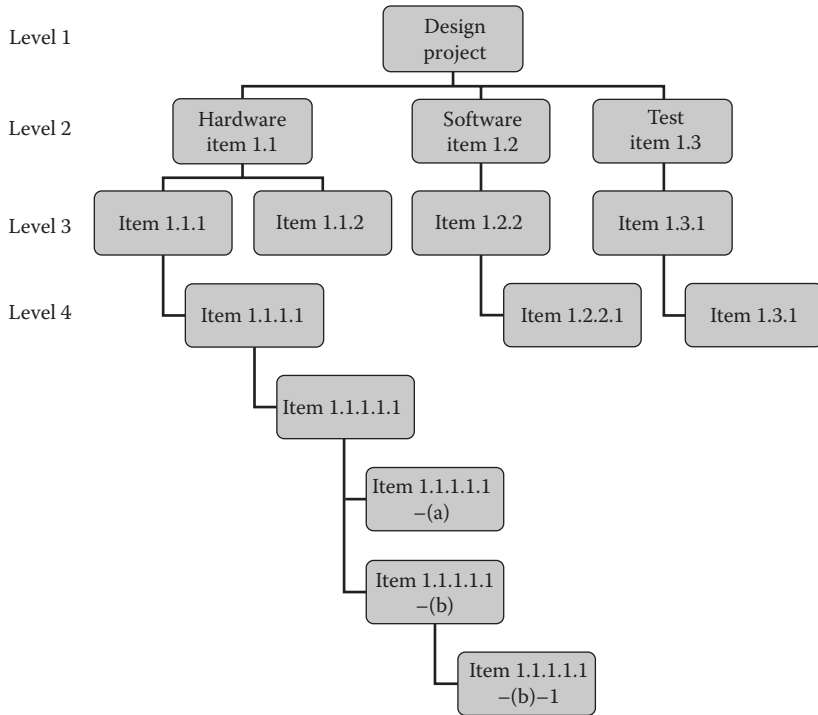 Level 1
Design
project
Level 2
Hardware
item 1.1
Software
item 1.2
Test
item 1.3
Level 3
Item 1.1.1
Item 1.1.2
Item 1.2.2
Item 1.3.1
Level 4
Item 1.1.1.1
Item 1.2.2.1
Item 1.3.1
Item 1.1.1.1.1
Item 1.1.1.1.1
–(a)
Item 1.1.1.1.1
–(b)
Item 1.1.1.1.1
–(b)–1